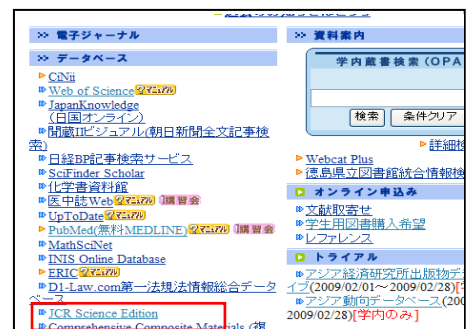 電子ジャーナル
データベース
CiNii
Web of Science マニュアル
JapanKnowledge
(日国オンライン)
聞蔵IIビジュアル(朝日新聞全文記事検
索)
日経BP記事検索サービス
SciFinder Scholar
化学書資料館
医中誌Web マニュアル 講習会
UpToDate マニュアル
PubMed(無料MEDLINE) マニュアル 講習会
MathSciNet
INIS Online Database
ERIC マニュアル
D1-Law.com第一法規法情報総合データ
ベース
JCR Science Edition
Comprehensive Composite Materials (複
資料案内
学内蔵書検索 (OPA
検索 条件クリア
詳細検
Webcat Plus
徳島県立図書館統合情報検
オンライン申込み
文献取寄せ
学生用図書購入希望
レファレンス
トライアル
アジア経済研究所出版物デ
イブ(2009/02/01～2009/02/28)[学
アジア動向データベース(200
2009/02/28)[学内のみ]